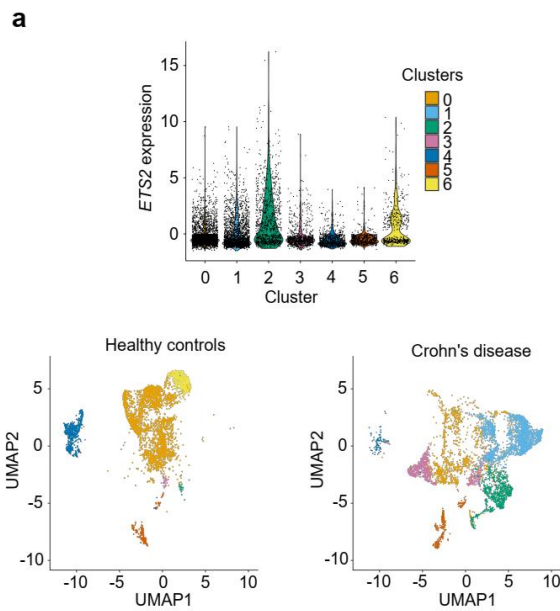 a
Clusters
0
1
2
3
4
5
6
ETS2 expression
15
10
5
0
0 1 2 3 4 5 6
Cluster
Healthy controls
UMAP2
5
0
-5
-10
-10 -5 0 5 10
UMAP1
Crohn's disease
UMAP2
5
0
-5
-10
-10 -5 0 5 10
UMAP1